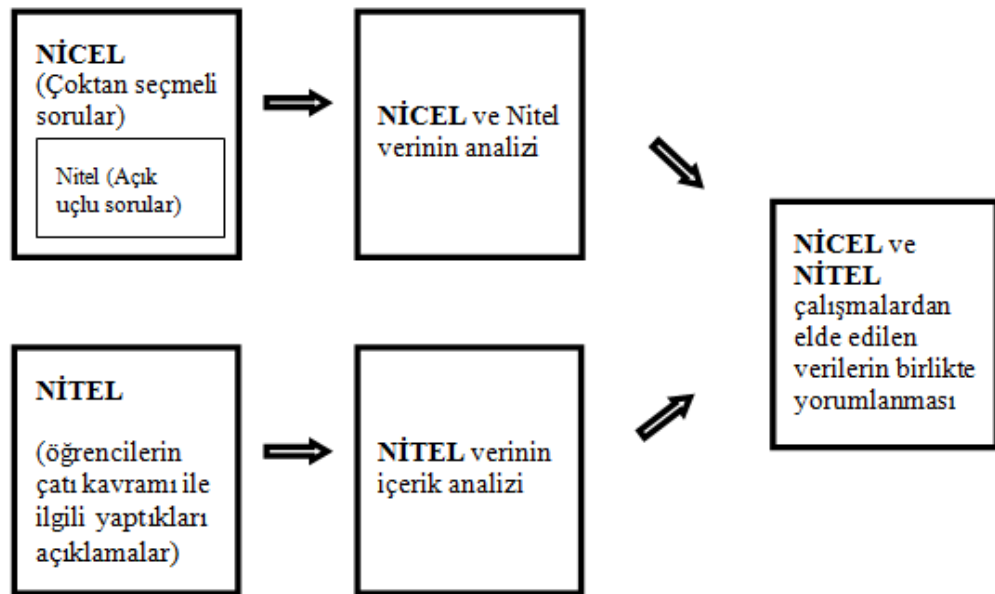 NİCEL
(Çoktan seçmeli
sorular)
Nitel (Açık
uçlu sorular)
NİCEL ve Nitel
verinin analizi
NİTEL
(öğrencilerin
çatı kavramı ile
ilgili yaptıkları
açıklamalar)
NİTEL verinin
içerik analizi
NİCEL ve
NİTEL
çalışmalardan
elde edilen
verilerin birlikte
yorumlanması